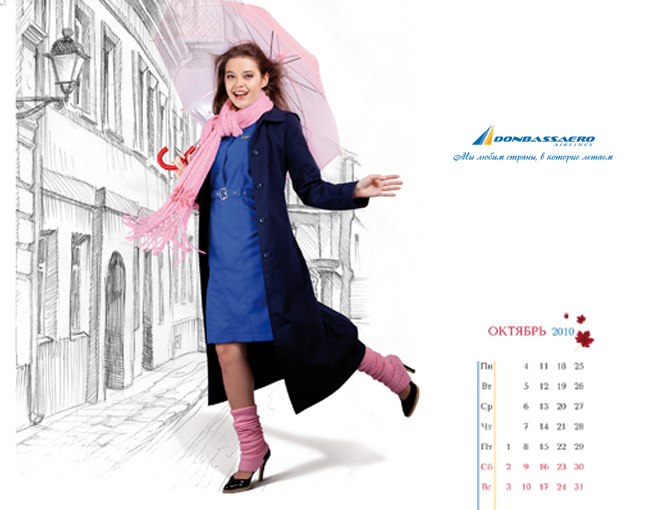 DONBASSAERO
AIRLINES
Мы любим страни, в которие летаем
ОКТЯБРЬ 2010
Пн 4 11 18 25
Вт 5 12 19 26
Ср 6 13 20 27
Чт 7 14 21 28
Пт 1 8 15 22 29
Сб 2 9 16 23 30
Вс 3 10 17 24 31